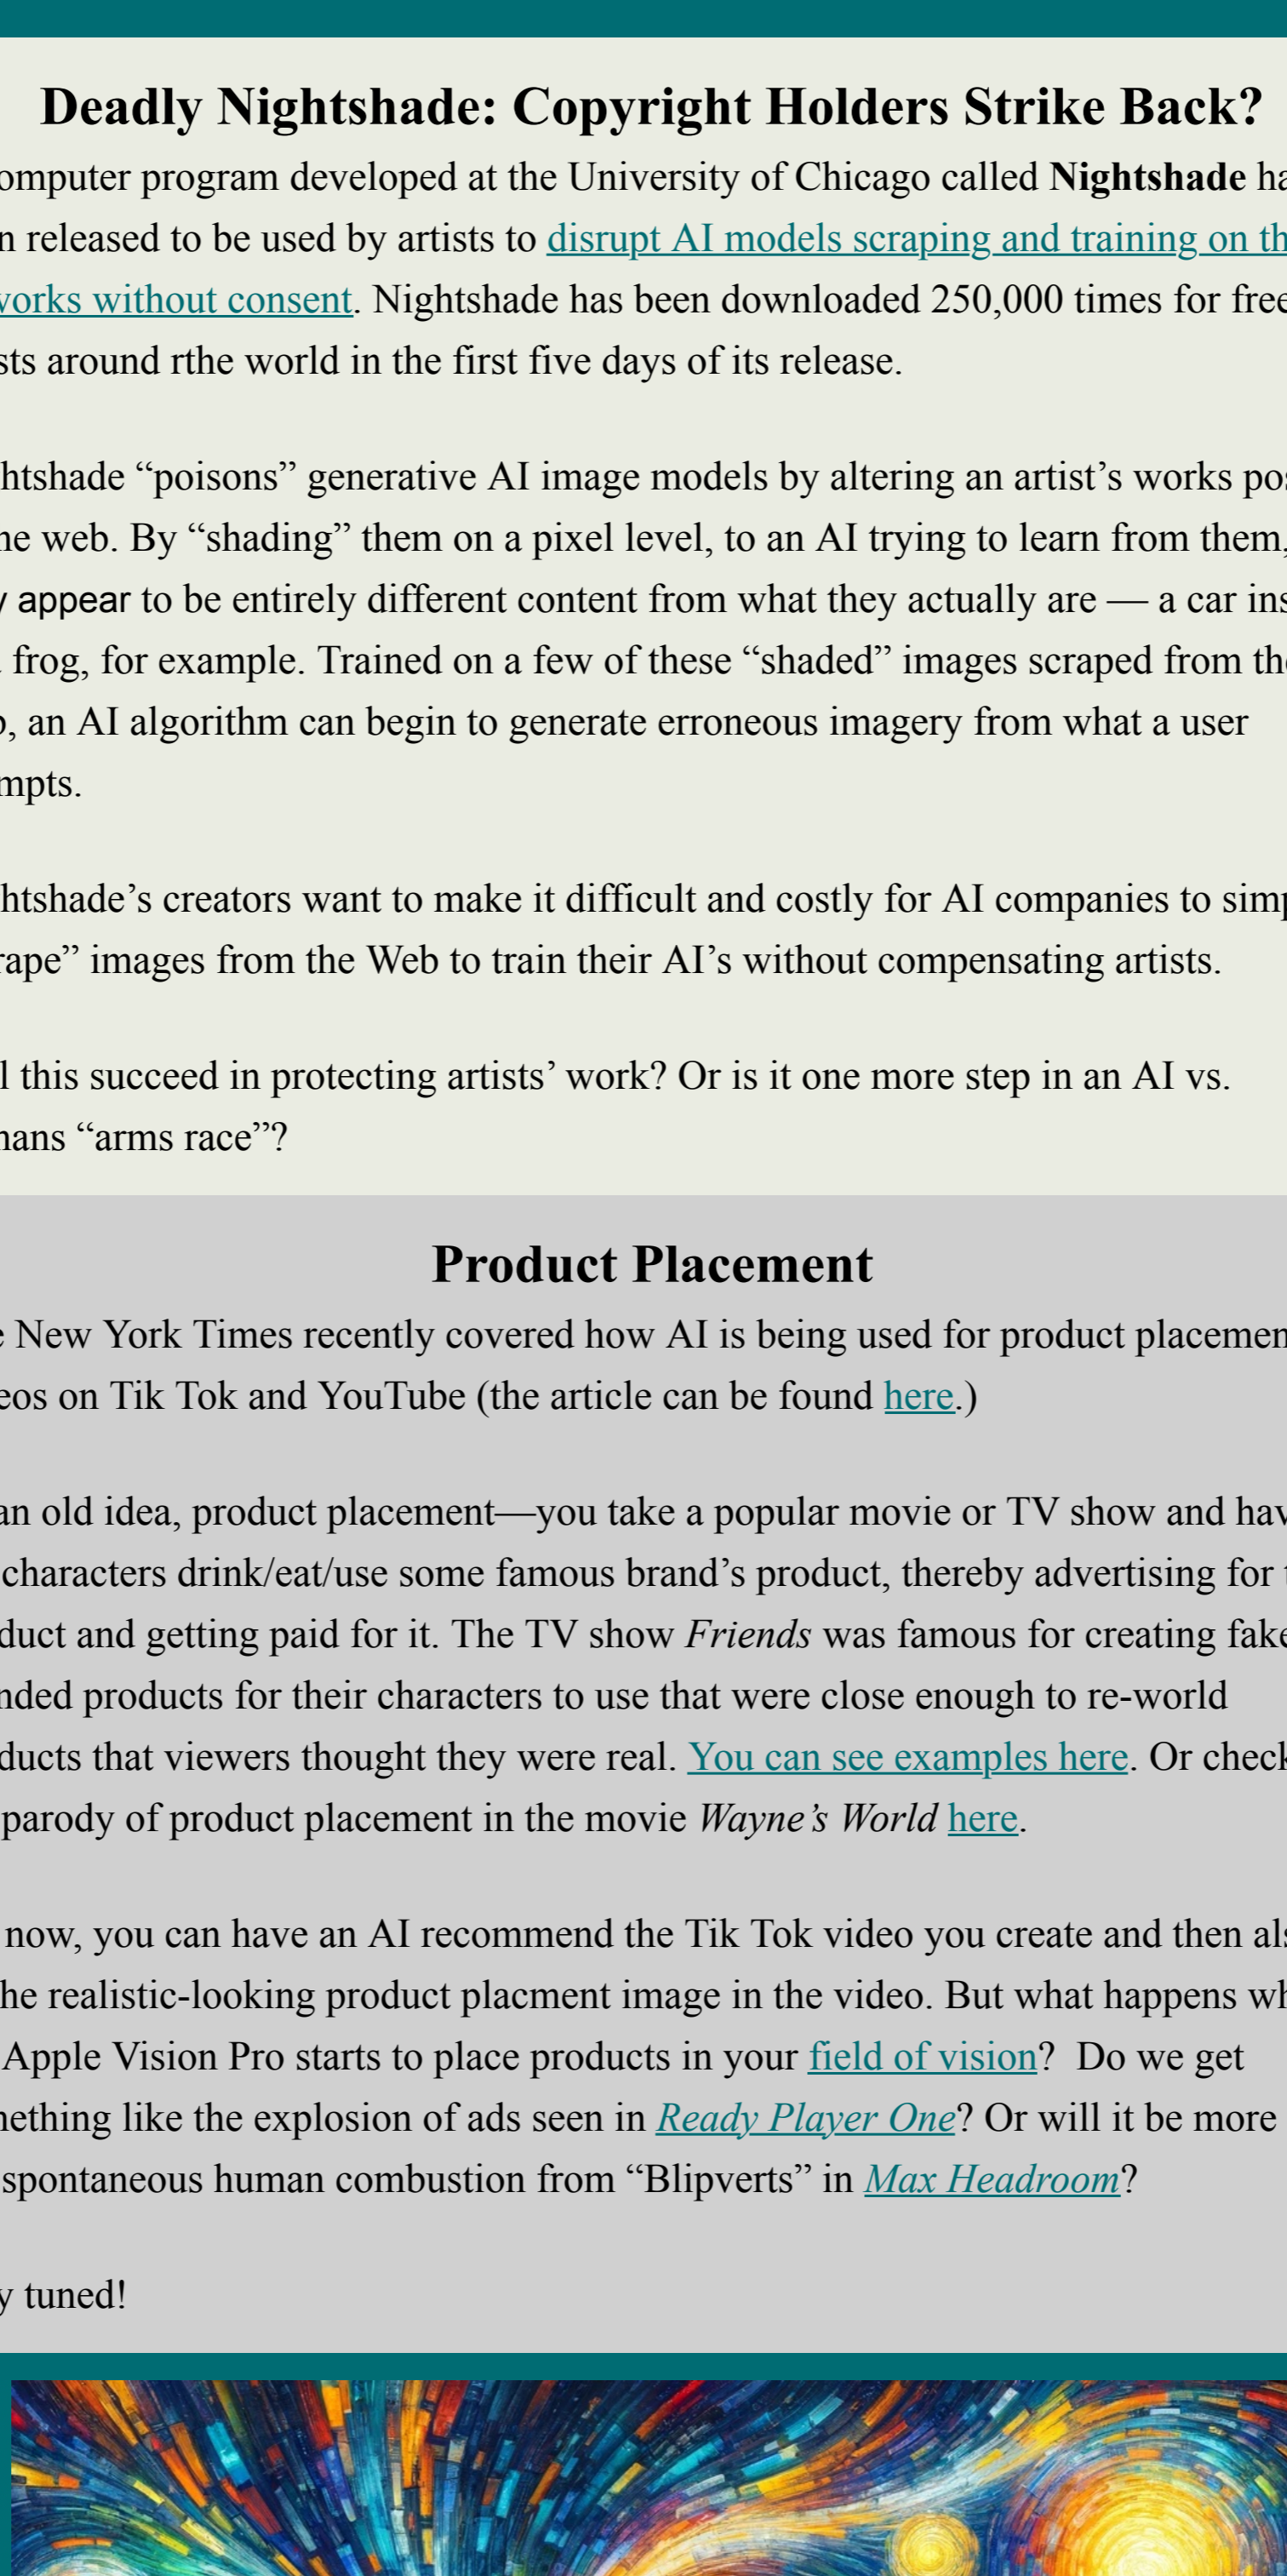 Deadly Nightshade: Copyright Holders Strike Back?
omputer program developed at the University of Chicago called Nightshade ha
n released to be used by artists to disrupt AI models scraping and training on th
vorks without consent. Nightshade has been downloaded 250,000 times for free
sts around rthe world in the first five days of its release.
htshade “poisons” generative AI image models by altering an artist’s works pos
ne web. By “shading” them on a pixel level, to an AI trying to learn from them,
y appear to be entirely different content from what they actually are — a car ins
frog, for example. Trained on a few of these “shaded” images scraped from the
, an AI algorithm can begin to generate erroneous imagery from what a user
mpts.
htshade’s creators want to make it difficult and costly for AI companies to simp
rape” images from the Web to train their AI’s without compensating artists.
l this succeed in protecting artists’ work? Or is it one more step in an AI vs.
nans “arms race”?
Product Placement
e New York Times recently covered how AI is being used for product placemen
eos on Tik Tok and YouTube (the article can be found here.)
an old idea, product placement—you take a popular movie or TV show and hav
characters drink/eat/use some famous brand’s product, thereby advertising for t
duct and getting paid for it. The TV show Friends was famous for creating fake
nded products for their characters to use that were close enough to re-world
ducts that viewers thought they were real. You can see examples here. Or check
parody of product placement in the movie Wayne’s World here.
now, you can have an AI recommend the Tik Tok video you create and then als
he realistic-looking product placment image in the video. But what happens wh
Apple Vision Pro starts to place products in your field of vision? Do we get
nething like the explosion of ads seen in Ready Player One? Or will it be more
spontaneous human combustion from “Blipverts” in Max Headroom?
y tuned!